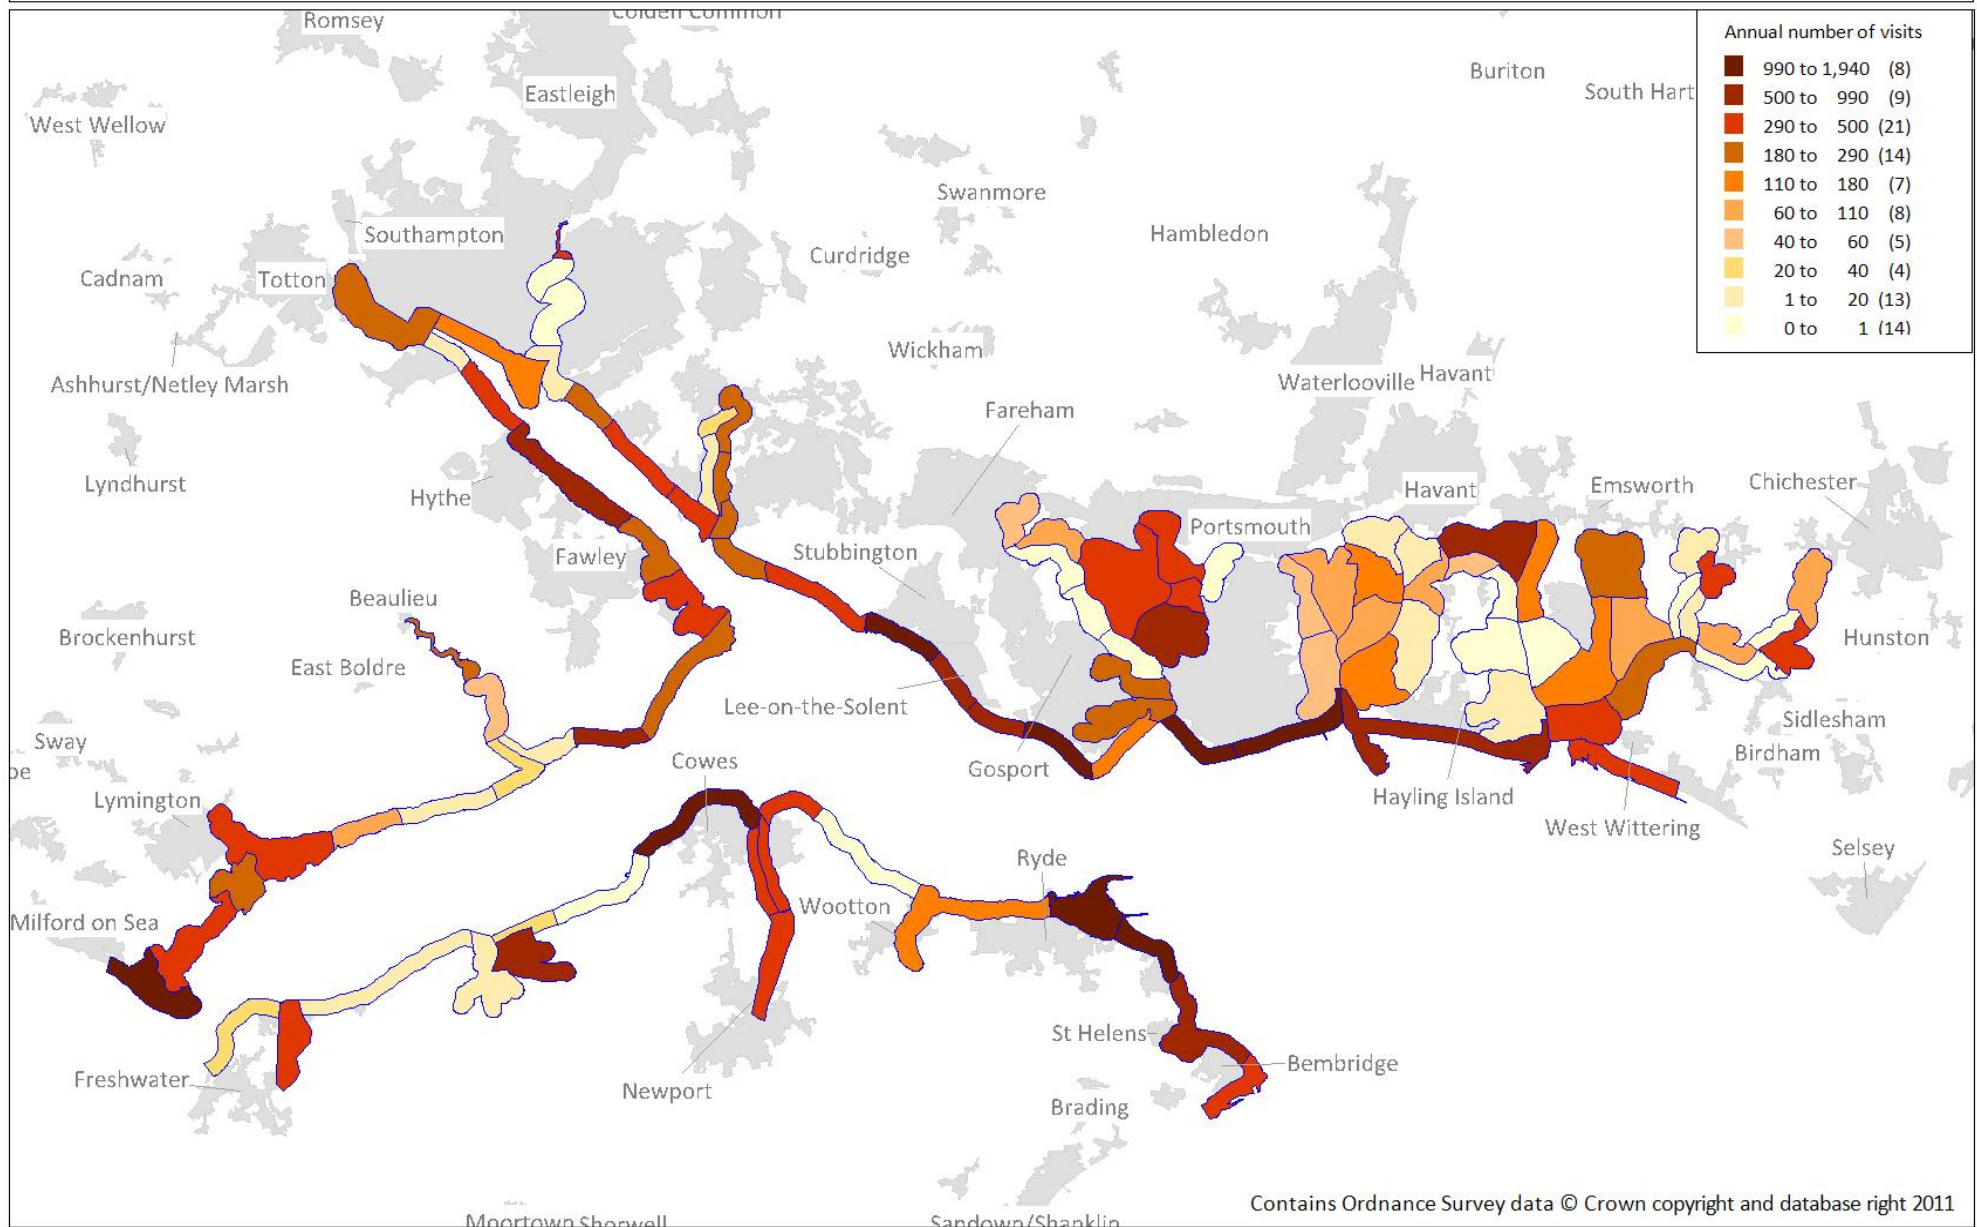 Romsey
Colden Common
Eastleigh
West Wellow
Buriton
South Hart
Annual number of visits
990 to 1,940 (8)
500 to 990 (9)
290 to 500 (21)
180 to 290 (14)
110 to 180 (7)
60 to 110 (8)
40 to 60 (5)
20 to 40 (4)
1 to 20 (13)
0 to 1 (14)
Swanmore
Southampton
Hambledon
Curdridge
Cadnam
Totton
Wickham
Ashhurst/Netley Marsh
Waterlooville
Havant
Fareham
Lyndhurst
Hythe
Havant
Emsworth
Chichester
Portsmouth
Fawley
Stubbington
Beaulieu
Brockenhurst
Hunston
East Boldre
Lee-on-the-Solent
Sidlesham
Sway
Birdham
Cowes
Gosport
pe
Lymington
Hayling Island
West Wittering
Ryde
Selsey
Milford on Sea
Wootton
St Helens
Bembridge
Freshwater
Newport
Brading
Contains Ordnance Survey data © Crown copyright and database right 2011
Moortown
Shorwell
Sandown/Shanklin